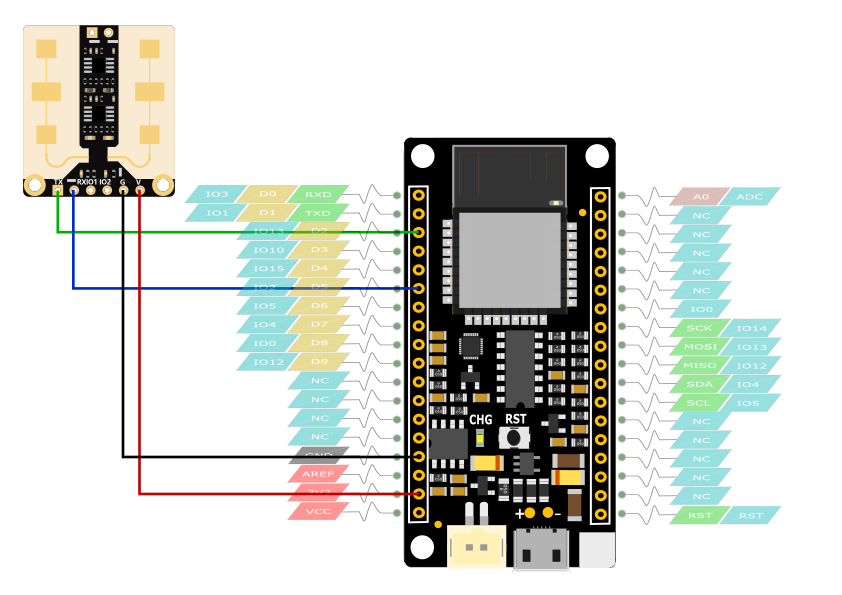 TX RX IO1 IO2 G V
IO3 D0 RXD
IO1 D1 TXD
IO13 D2
IO10 D3
IO15 D4
IO2 D5
IO5 D6
IO4 D7
IO0 D8
IO12 D9
NC
NC
NC
NC
GND
AREF
3V3
VCC
CHG RST
+ -
A0 ADC
NC
NC
NC
NC
NC
IO0
SCK IO14
MOSI IO13
MISO IO12
SDA IO4
SCL IO5
NC
NC
NC
NC
NC
RST RST